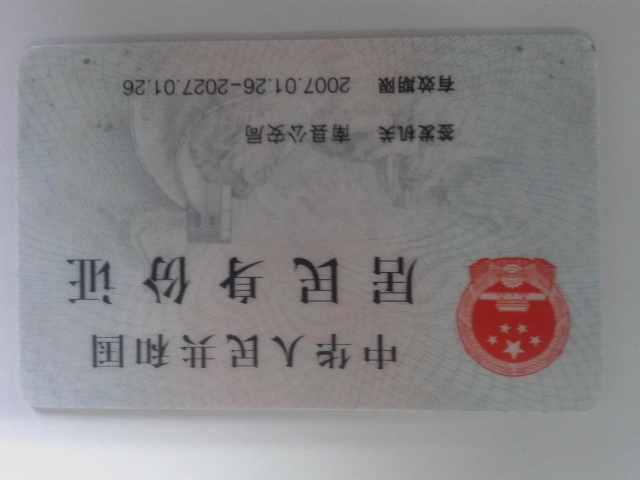 中华人民共和国
居民身份证
签发机关 南县公安局
有效期限 2007.01.26-2027.01.26